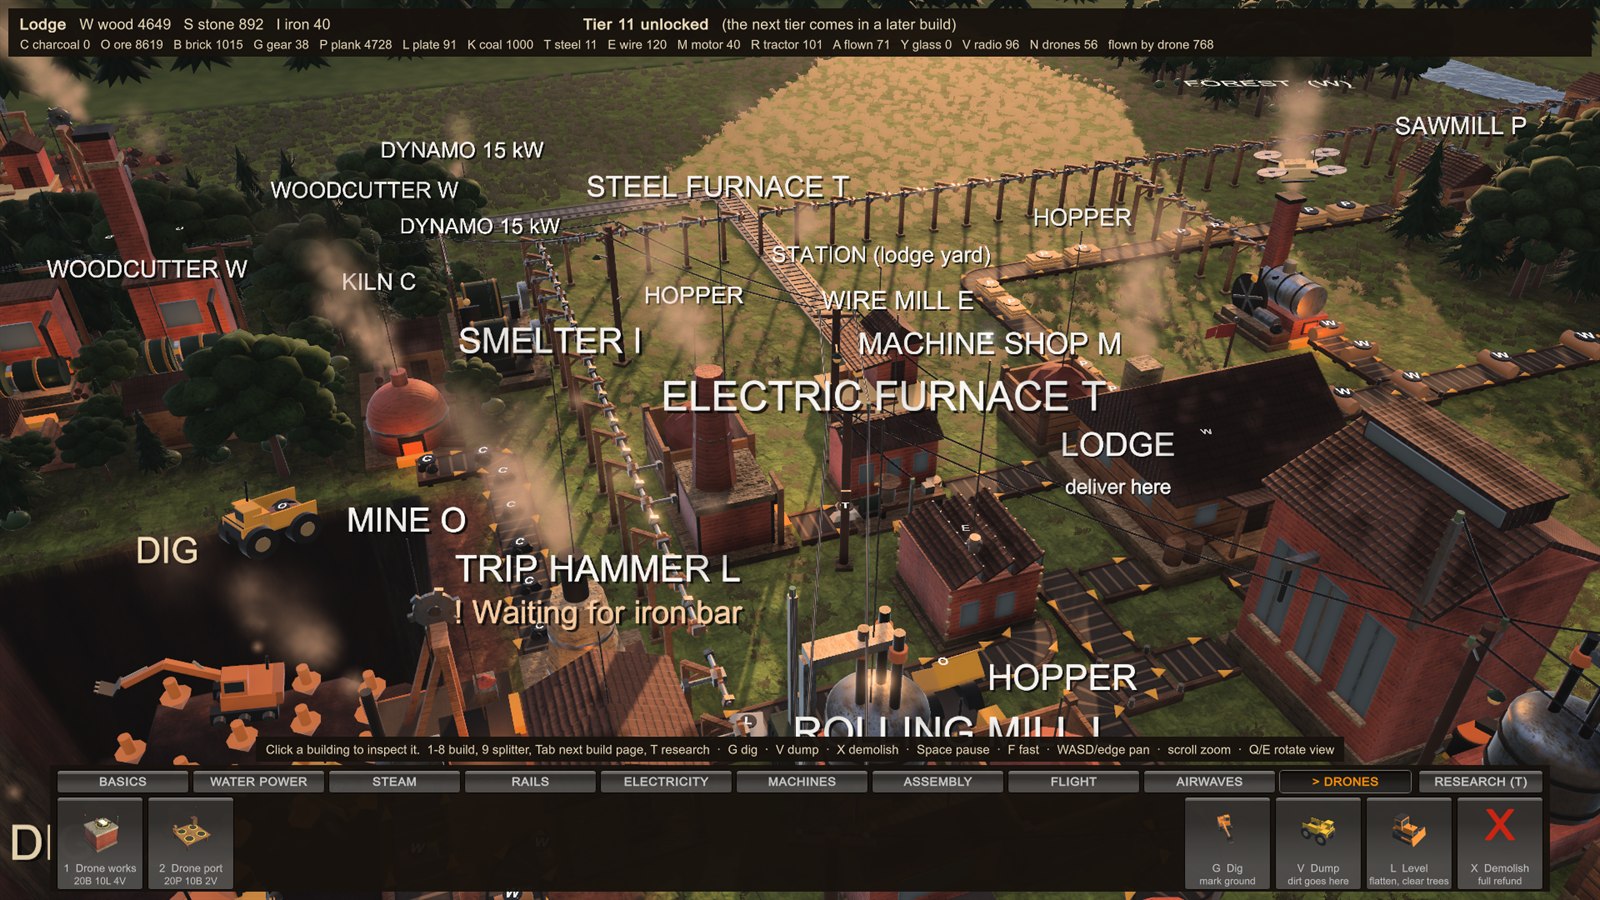 Lodge W wood 4649 S stone 892 I iron 40
Tier 11 unlocked (the next tier comes in a later build)
C charcoal 0 O ore 8619 B brick 1015 G gear 38 P plank 4728 L plate 91 K coal 1000 T steel 11 E wire 120 M motor 40 R tractor 101 A flown 71 Y glass 0 V radio 96 N drones 56 flown by drone 768
FOREST (W)
SAWMILL P
DYNAMO 15 kW
WOODCUTTER W
STEEL FURNACE T
DYNAMO 15 kW
HOPPER
STATION (lodge yard)
WOODCUTTER W
KILN C
HOPPER
WIRE MILL E
SMELTER I
MACHINE SHOP M
ELECTRIC FURNACE T
LODGE
deliver here
MINE O
DIG
TRIP HAMMER L
! Waiting for iron bar
HOPPER
ROLLING MILL
Click a building to inspect it. 1-8 build, 9 splitter, Tab next build page, T research · G dig · V dump · X demolish · Space pause · F fast · WASD/edge pan · scroll zoom · Q/E rotate view
BASICS
WATER POWER
STEAM
RAILS
ELECTRICITY
MACHINES
ASSEMBLY
FLIGHT
AIRWAVES
> DRONES
RESEARCH (T)
1 Drone works
20B 10L 4V
2 Drone port
20P 10B 2V
G Dig
mark ground
V Dump
dirt goes here
L Level
flatten, clear trees
X Demolish
full refund